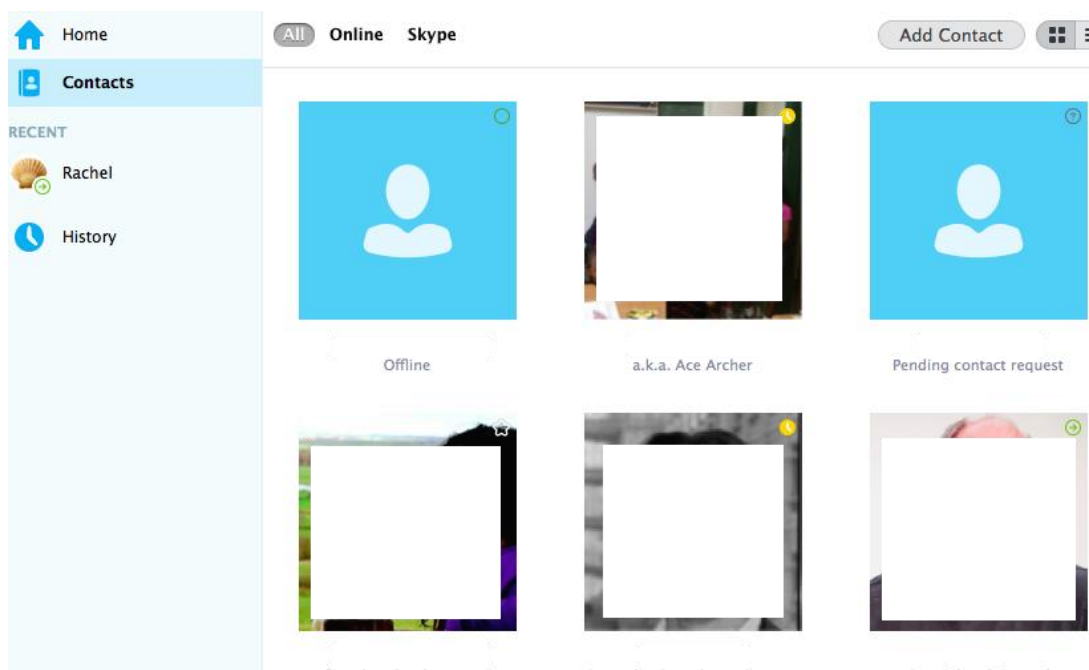 Home
All Online Skype
Add Contact
Contacts
RECENT
Rachel
History
Offline
a.k.a. Ace Archer
Pending contact request